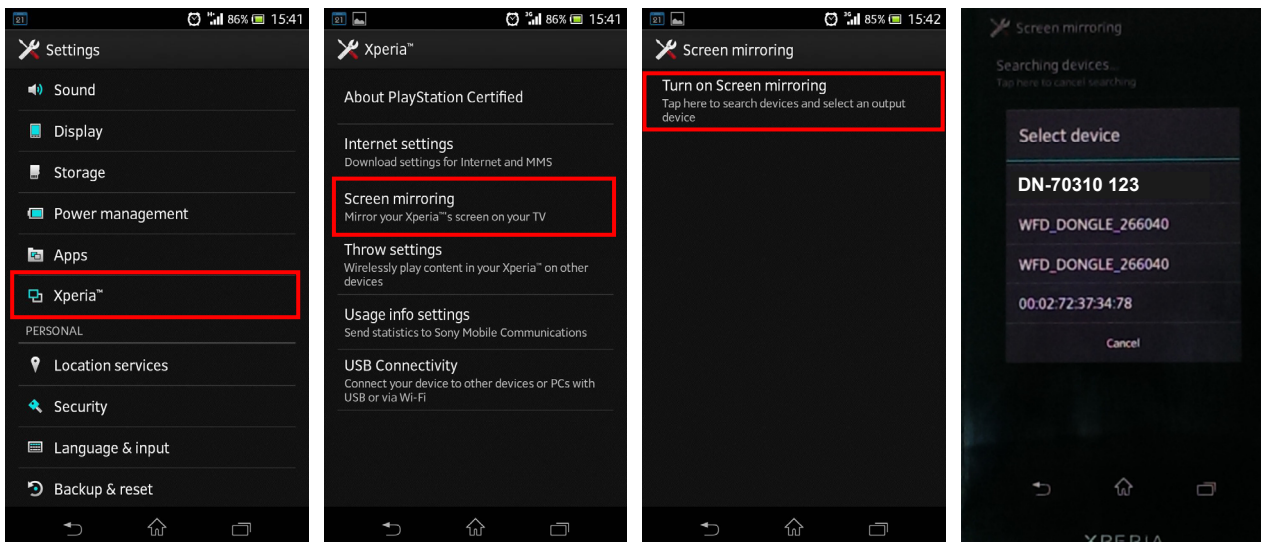 21
H+ 86% 15:41
Settings
Sound
Display
Storage
Power management
Apps
Xperia™
PERSONAL
Location services
Security
Language & input
Backup & reset
21
3G 86% 15:41
Xperia™
About PlayStation Certified
Internet settings
Download settings for Internet and MMS
Screen mirroring
Mirror your Xperia™'s screen on your TV
Throw settings
Wirelessly play content in your Xperia™ on other
devices
Usage info settings
Send statistics to Sony Mobile Communications
USB Connectivity
Connect your device to other devices or PCs with
USB or via Wi-Fi
21
3G 85% 15:42
Screen mirroring
Turn on Screen mirroring
Tap here to search devices and select an output
device
Screen mirroring
Searching devices...
Tap here to cancel searching
Select device
DN-70310 123
WFD_DONGLE_266040
WFD_DONGLE_266040
00:02:72:37:34:78
Cancel
XPERIA